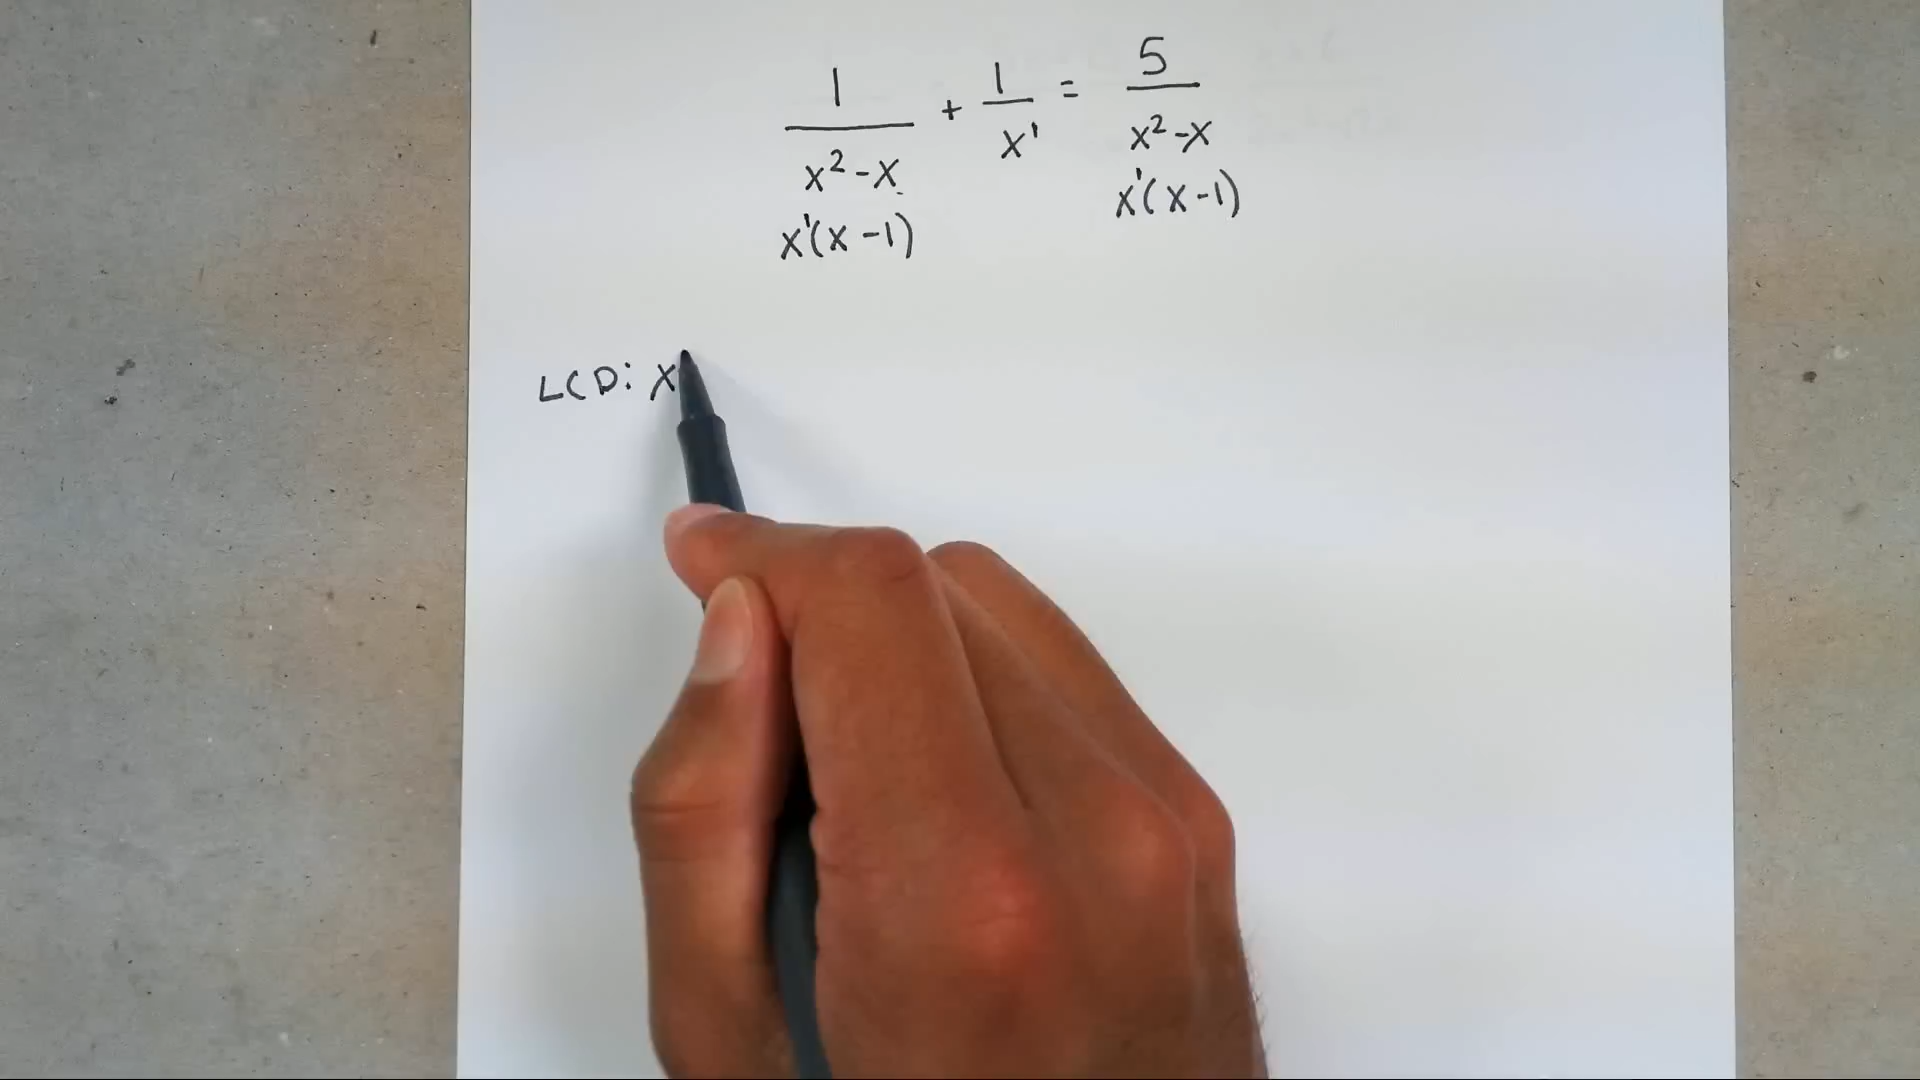 1/(x²-x) + 1/x¹ = 5/(x²-x)
x¹(x-1) x¹(x-1)
LCD: x